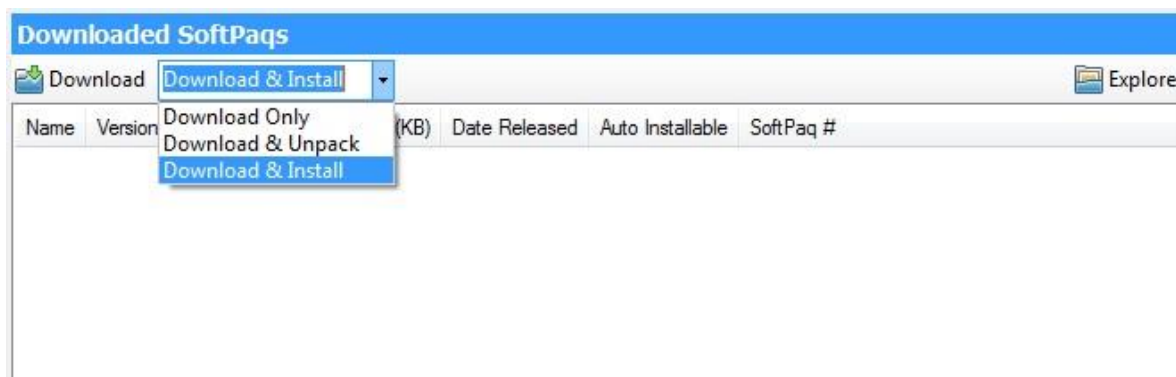 Downloaded SoftPaqs
Download Download & Install Explore
Download Only
Name Version (KB) Date Released Auto Installable SoftPaq #
Download & Unpack
Download & Install